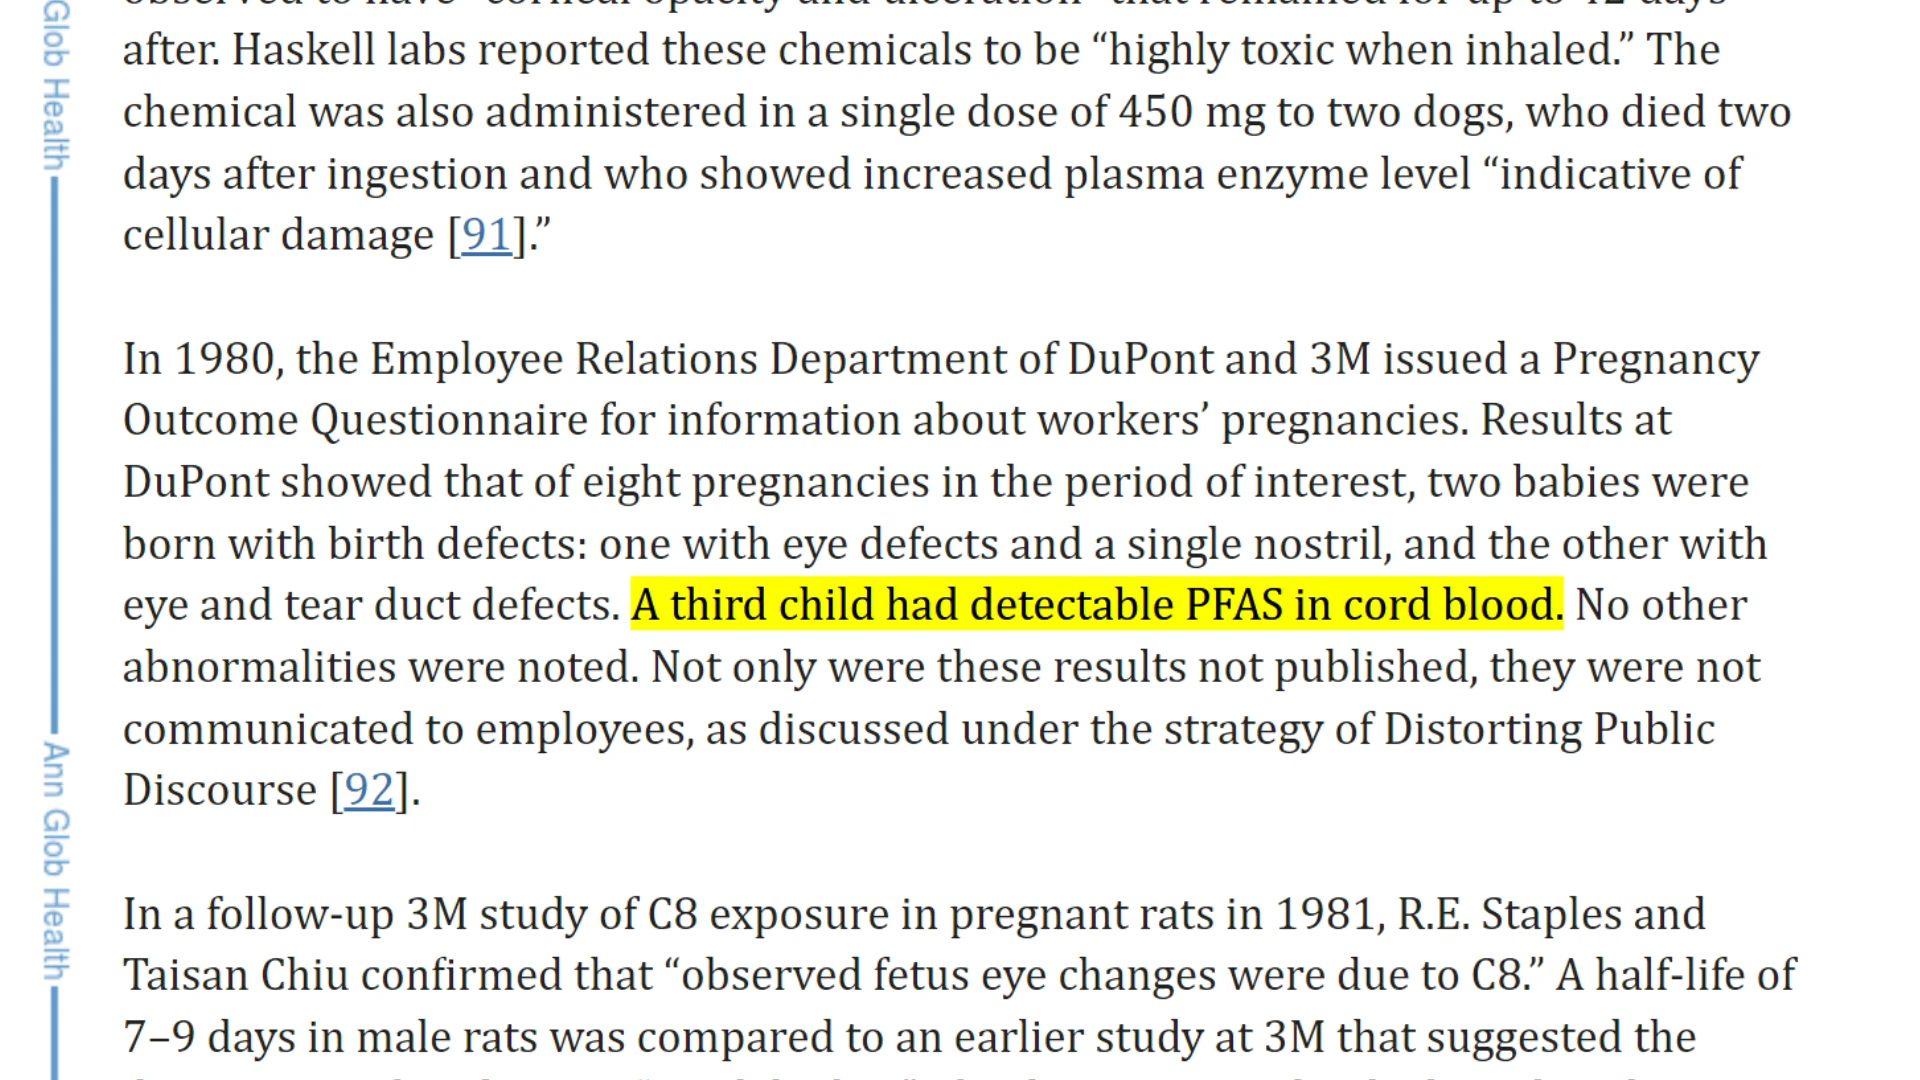 Glob Health
after. Haskell labs reported these chemicals to be “highly toxic when inhaled.” The
chemical was also administered in a single dose of 450 mg to two dogs, who died two
days after ingestion and who showed increased plasma enzyme level “indicative of
cellular damage [91].”
In 1980, the Employee Relations Department of DuPont and 3M issued a Pregnancy
Outcome Questionnaire for information about workers’ pregnancies. Results at
DuPont showed that of eight pregnancies in the period of interest, two babies were
born with birth defects: one with eye defects and a single nostril, and the other with
eye and tear duct defects. A third child had detectable PFAS in cord blood. No other
abnormalities were noted. Not only were these results not published, they were not
communicated to employees, as discussed under the strategy of Distorting Public
Discourse [92].
Ann Glob Health
In a follow-up 3M study of C8 exposure in pregnant rats in 1981, R.E. Staples and
Taisan Chiu confirmed that “observed fetus eye changes were due to C8.” A half-life of
7–9 days in male rats was compared to an earlier study at 3M that suggested the